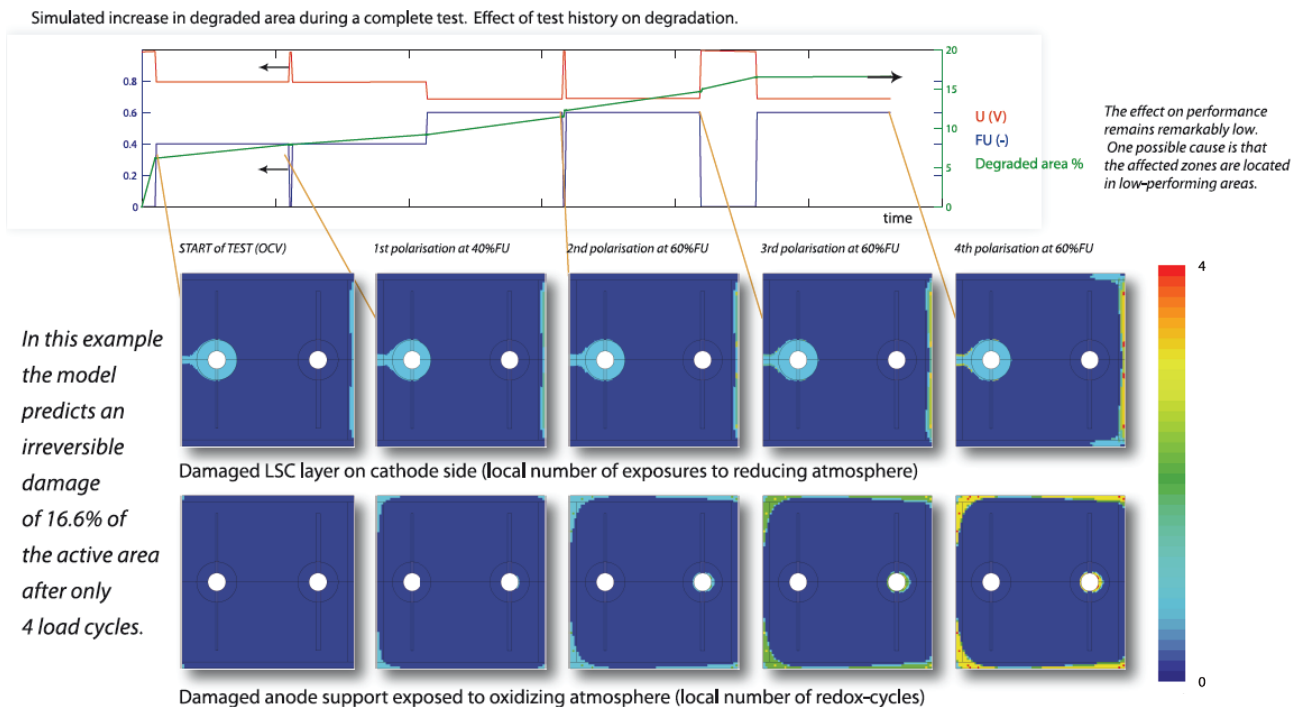 Simulated increase in degraded area during a complete test. Effect of test history on degradation.
0.8
0.6
0.4
0.2
0
20
15
10
5
0
U (V)
FU (-)
Degraded area %
time
The effect on performance
remains remarkably low.
One possible cause is that
the affected zones are located
in low-performing areas.
START of TEST (OCV)
1st polarisation at 40%FU
2nd polarisation at 60%FU
3rd polarisation at 60%FU
4th polarisation at 60%FU
In this example
the model
predicts an
irreversible
damage
of 16.6% of
the active area
after only
4 load cycles.
Damaged LSC layer on cathode side (local number of exposures to reducing atmosphere)
Damaged anode support exposed to oxidizing atmosphere (local number of redox-cycles)
4
0